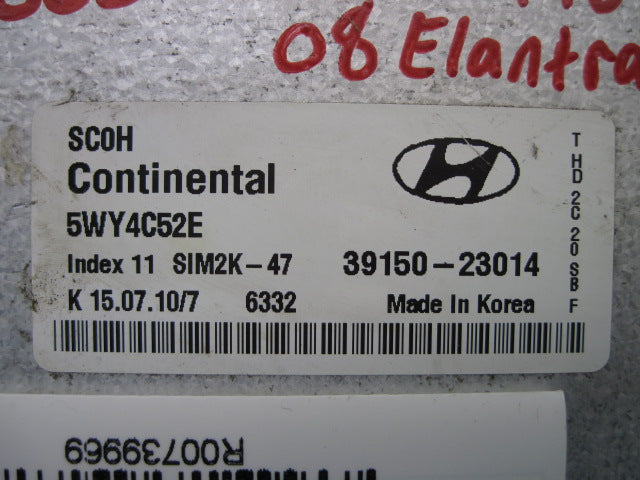 08 Elantra
SC0H
Continental
5WY4C52E
Index 11 SIM2K-47 39150-23014
K 15.07.10/7 6332 Made In Korea
T HD 2C 20 SB F
R00739969